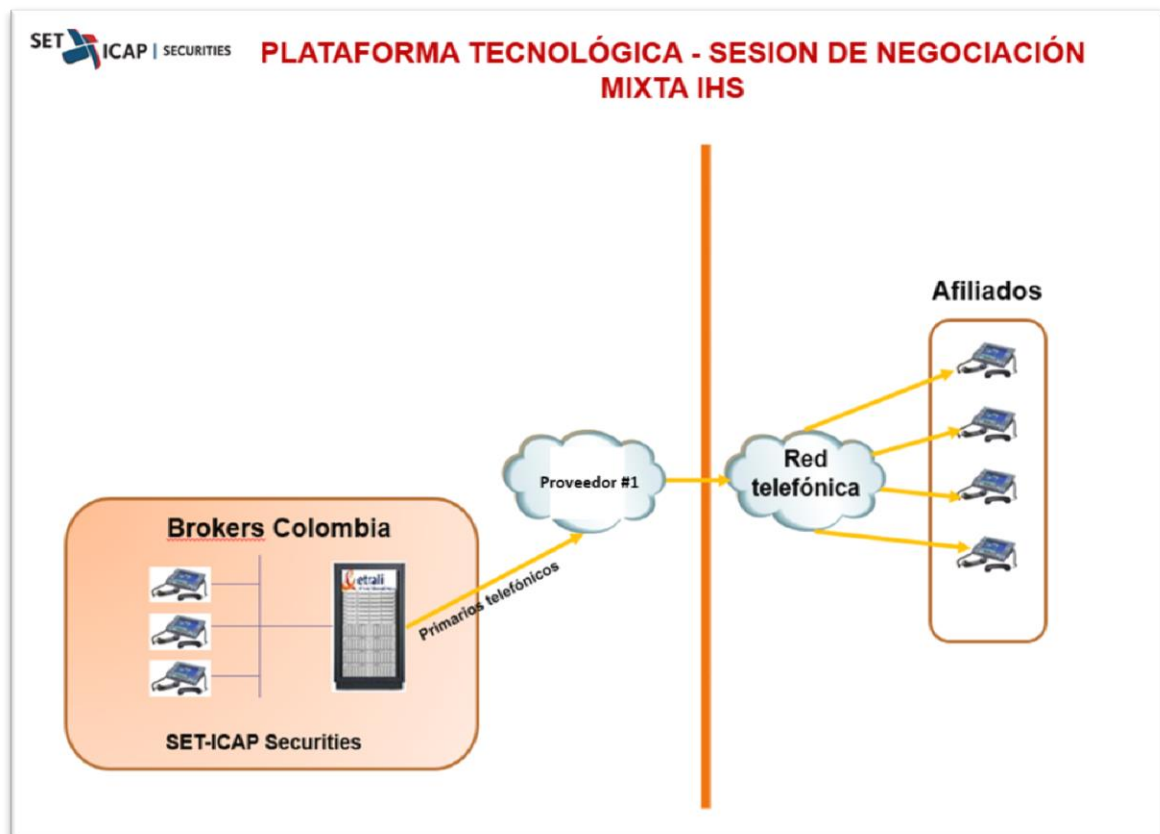 SET ICAP | SECURITIES
PLATAFORMA TECNOLÓGICA - SESION DE NEGOCIACIÓN
MIXTA IHS
Afiliados
Red
telefónica
Proveedor #1
Brokers Colombia
etrali
Primarios telefónicos
SET-ICAP Securities